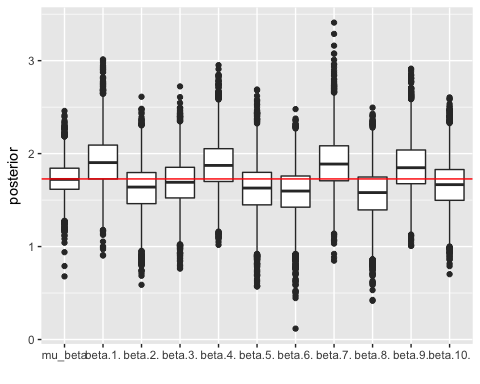 3
2
1
0
posterior
mu_beta beta.1. beta.2. beta.3. beta.4. beta.5. beta.6. beta.7. beta.8. beta.9. beta.10.